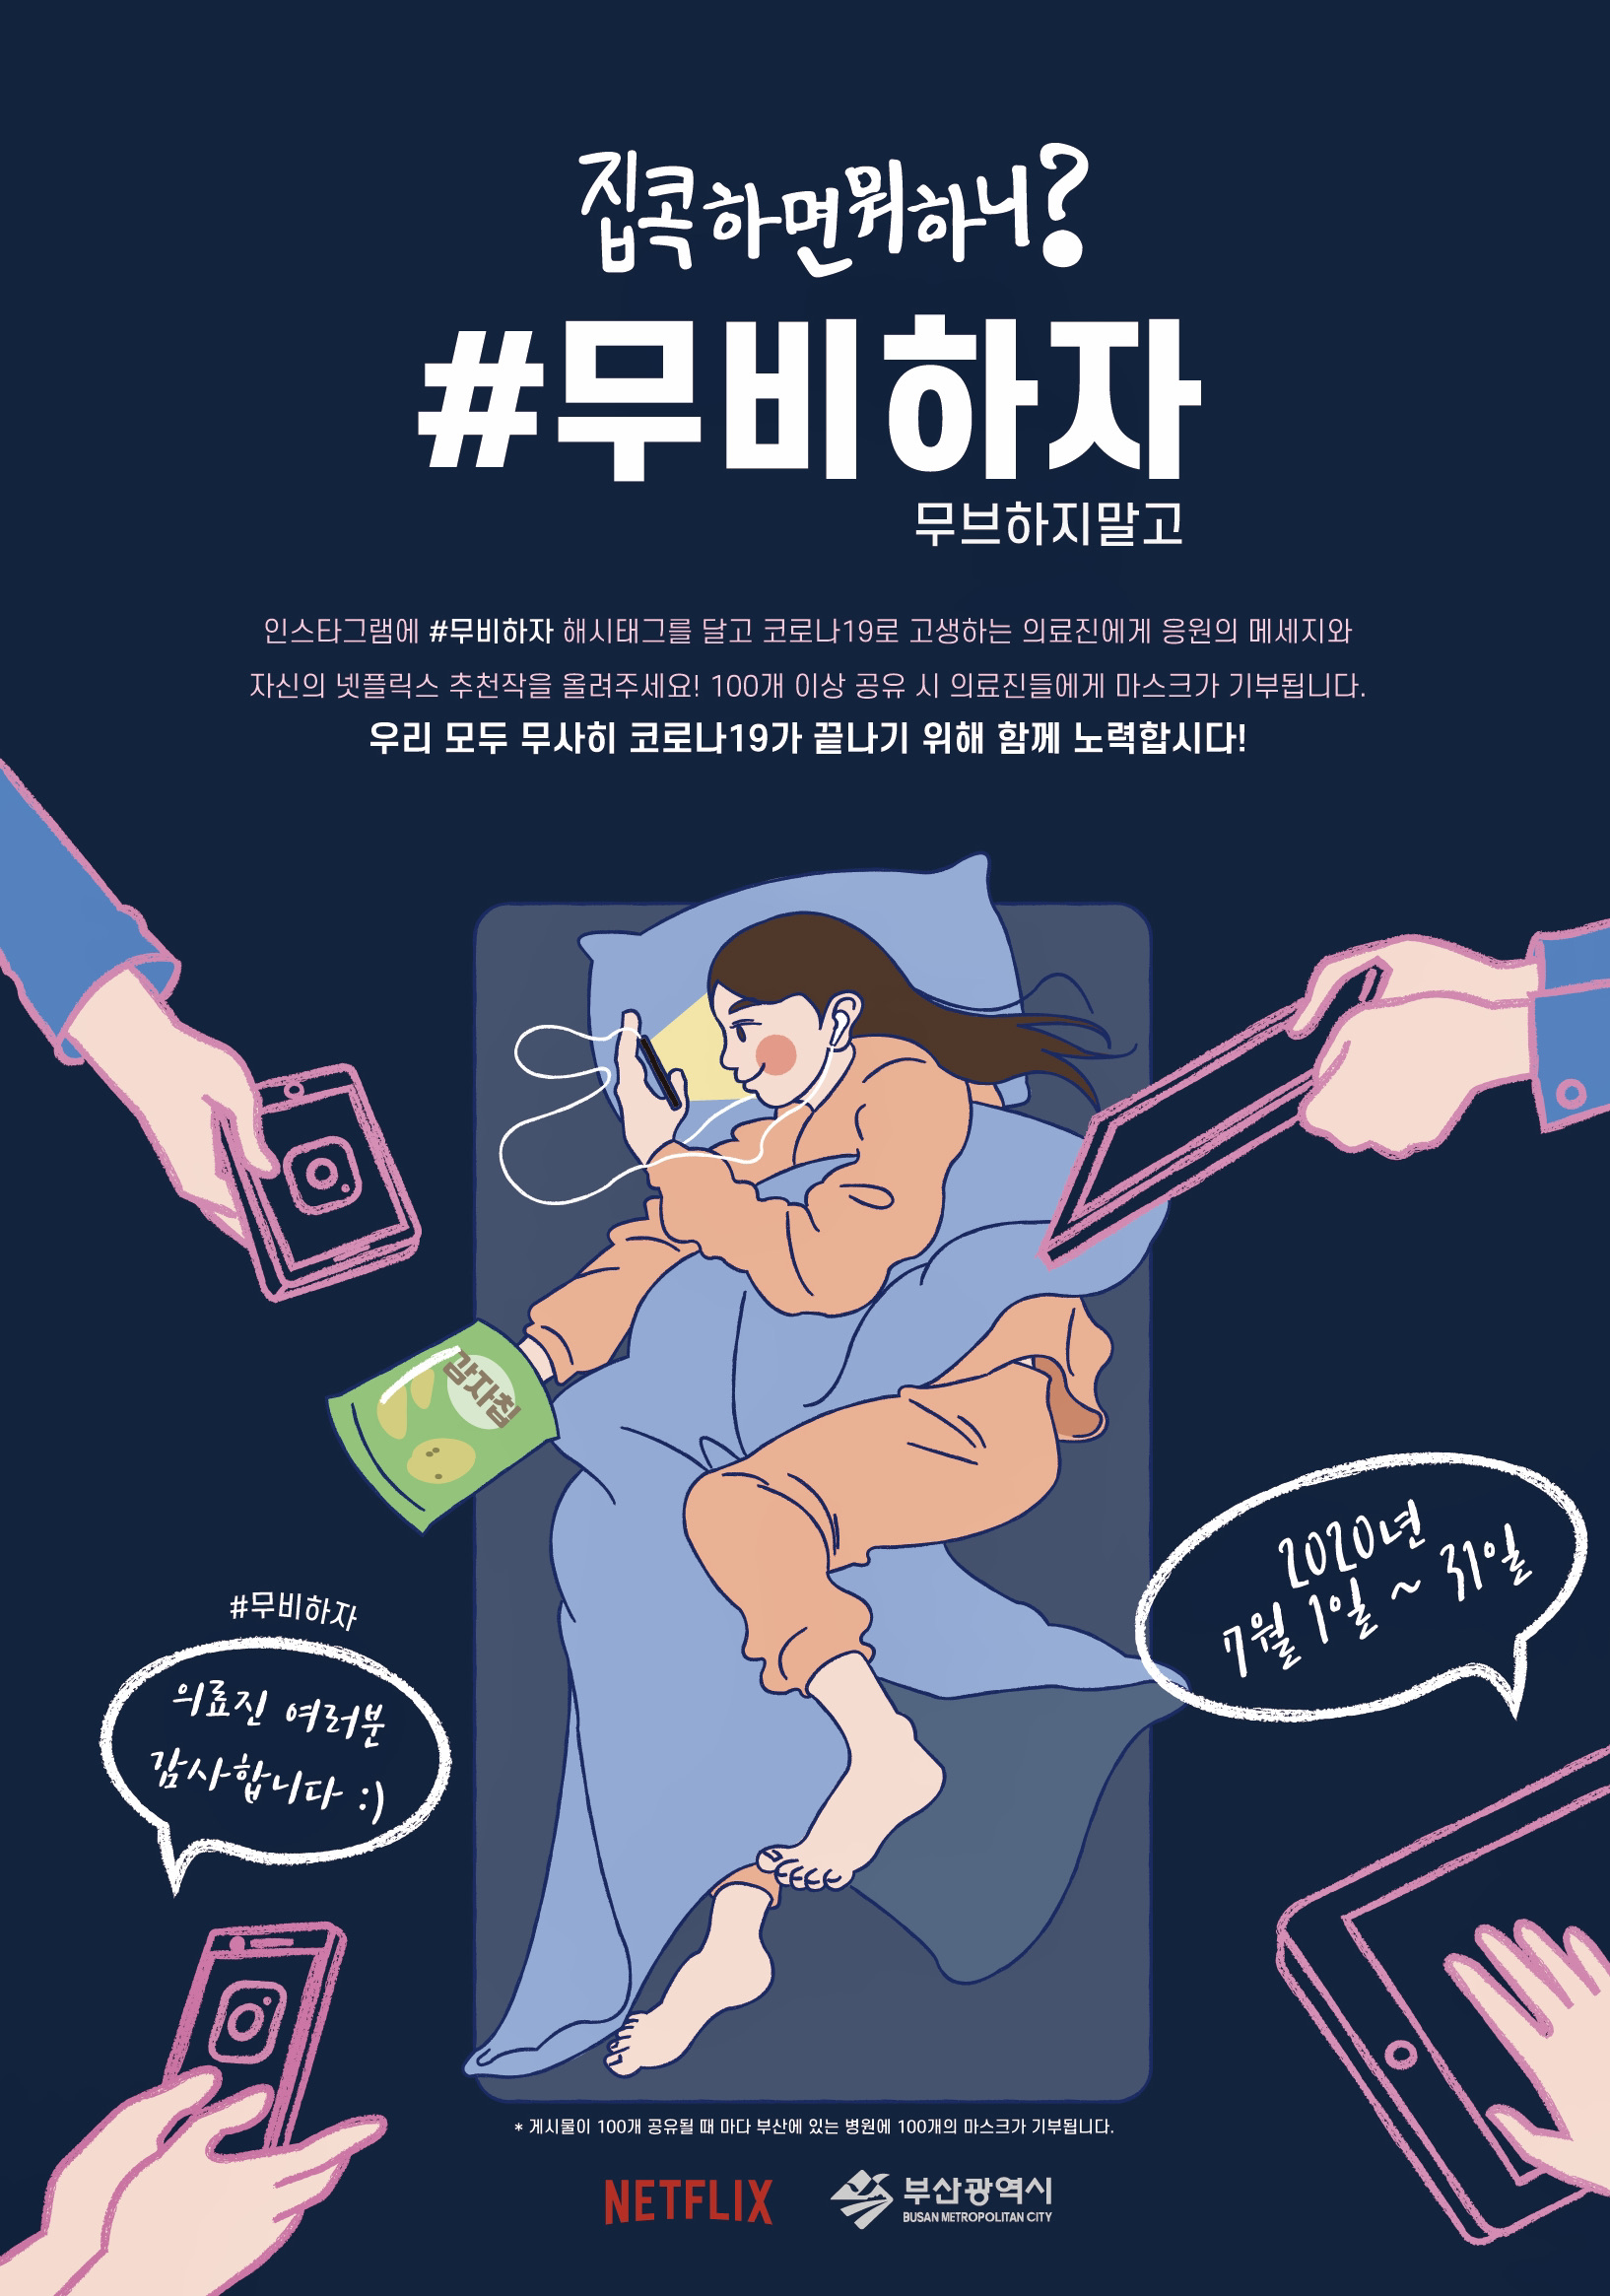 집콕하면뭐하니?
#무비하자
무브하지말고
인스타그램에 #무비하자 해시태그를 달고 코로나19로 고생하는 의료진에게 응원의 메세지와
자신의 넷플릭스 추천작을 올려주세요! 100개 이상 공유 시 의료진들에게 마스크가 기부됩니다.
우리 모두 무사히 코로나19가 끝나기 위해 함께 노력합시다!
감자칩
2020년
7월 1일 ~ 31일
#무비하자
의료진 여러분
감사합니다 :)
* 게시물이 100개 공유될 때 마다 부산에 있는 병원에 100개의 마스크가 기부됩니다.
NETFLIX
부산광역시
BUSAN METROPOLITAN CITY